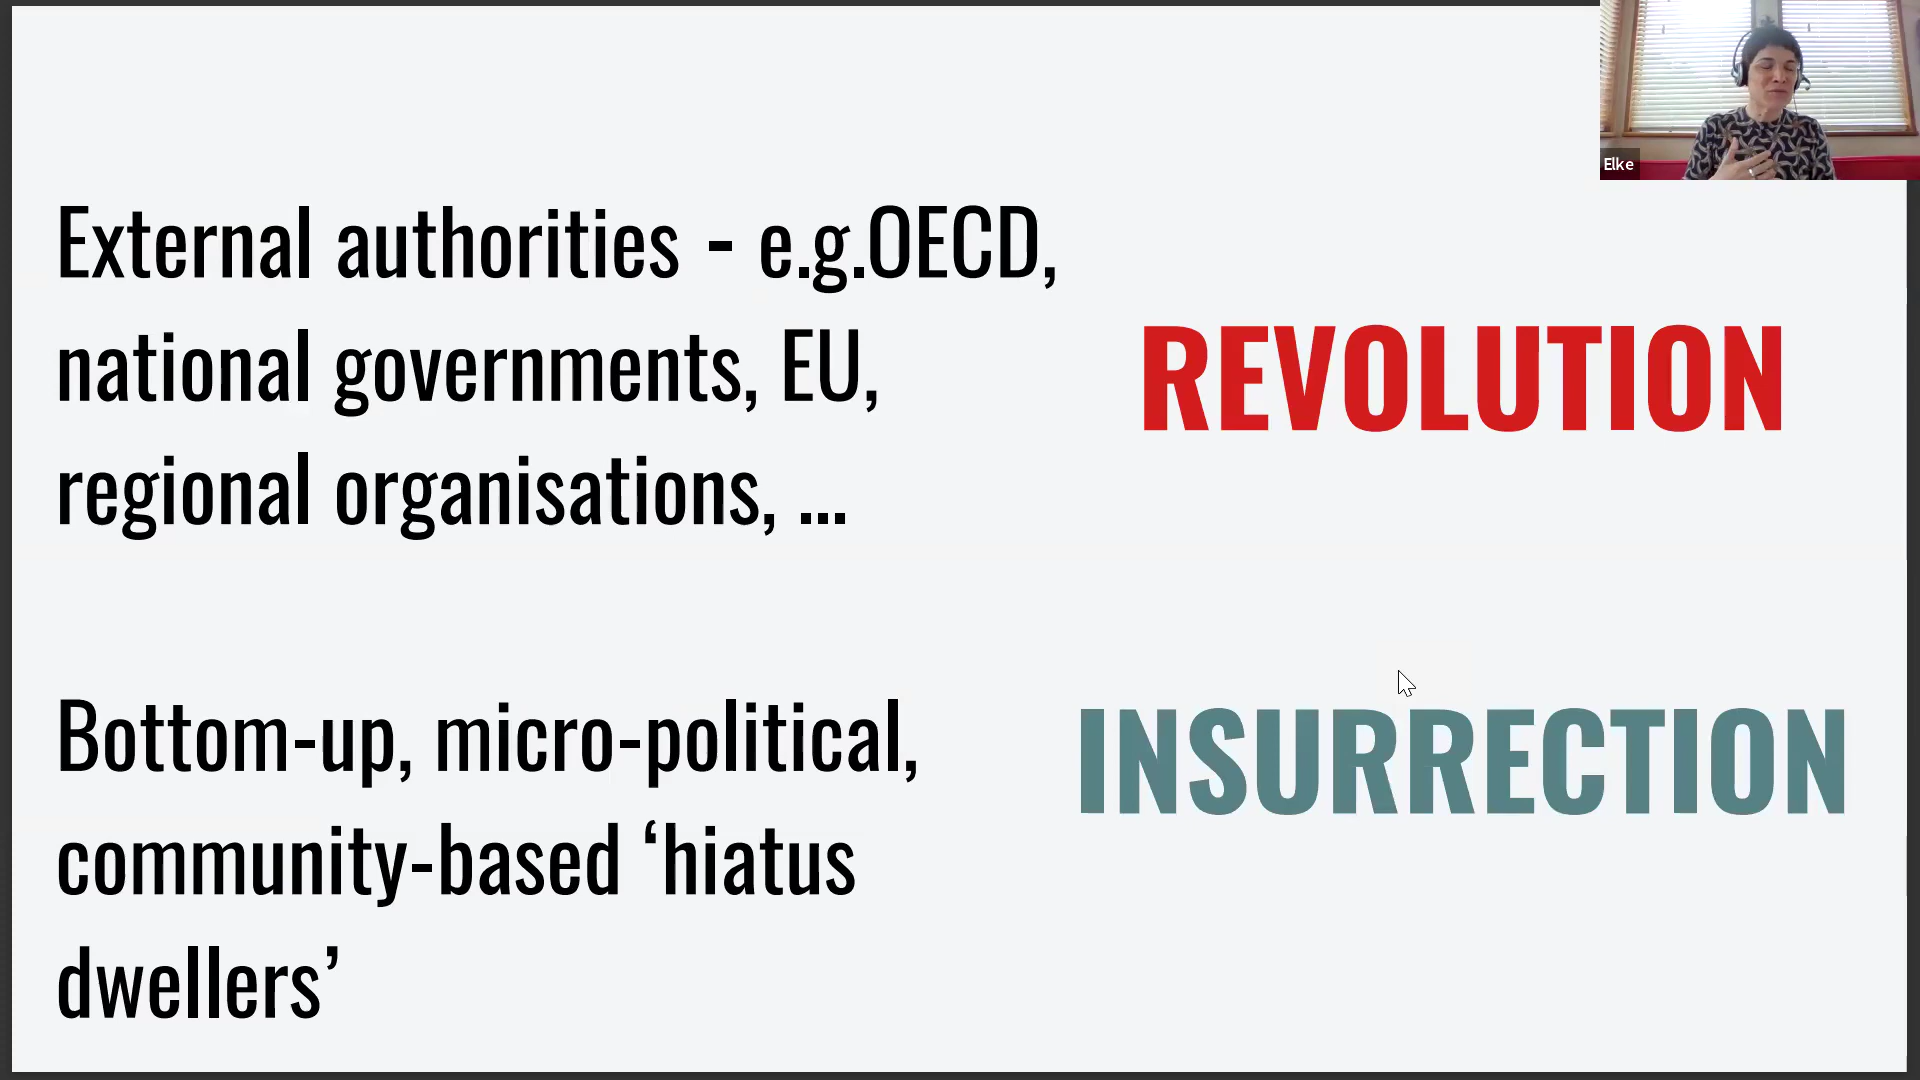 Elke
External authorities - e.g.OECD,
national governments, EU,
regional organisations, ...
REVOLUTION
Bottom-up, micro-political,
community-based ‘hiatus
dwellers’
INSURRECTION